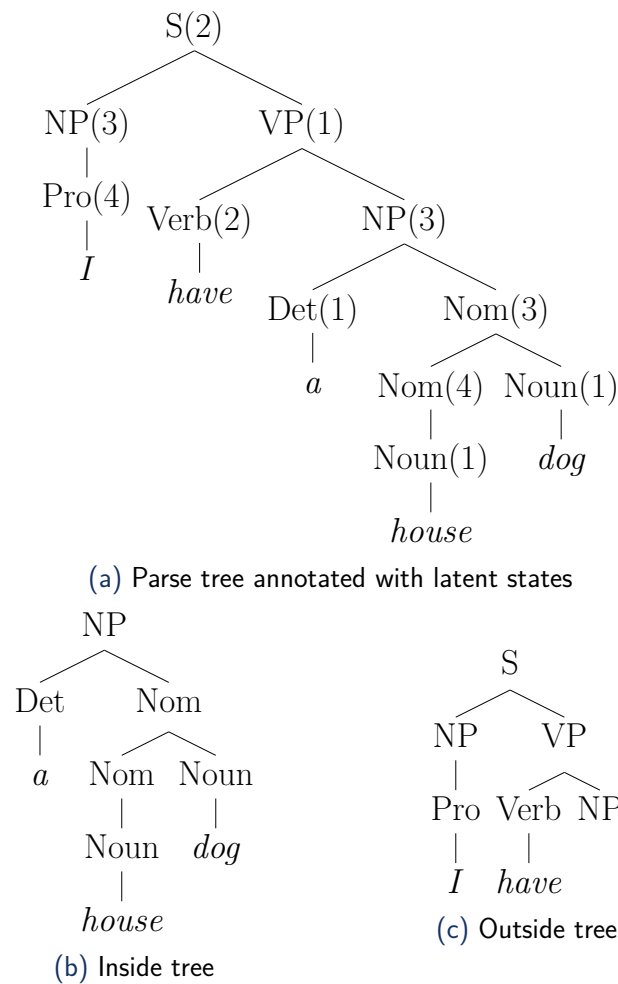 S(2)
NP(3) VP(1)
Pro(4) Verb(2) NP(3)
I have Det(1) Nom(3)
a Nom(4) Noun(1)
Noun(1) dog
house
(a) Parse tree annotated with latent states
NP
Det Nom
a Nom Noun
Noun dog
house
(b) Inside tree
S
NP VP
Pro Verb NP
I have
(c) Outside tree